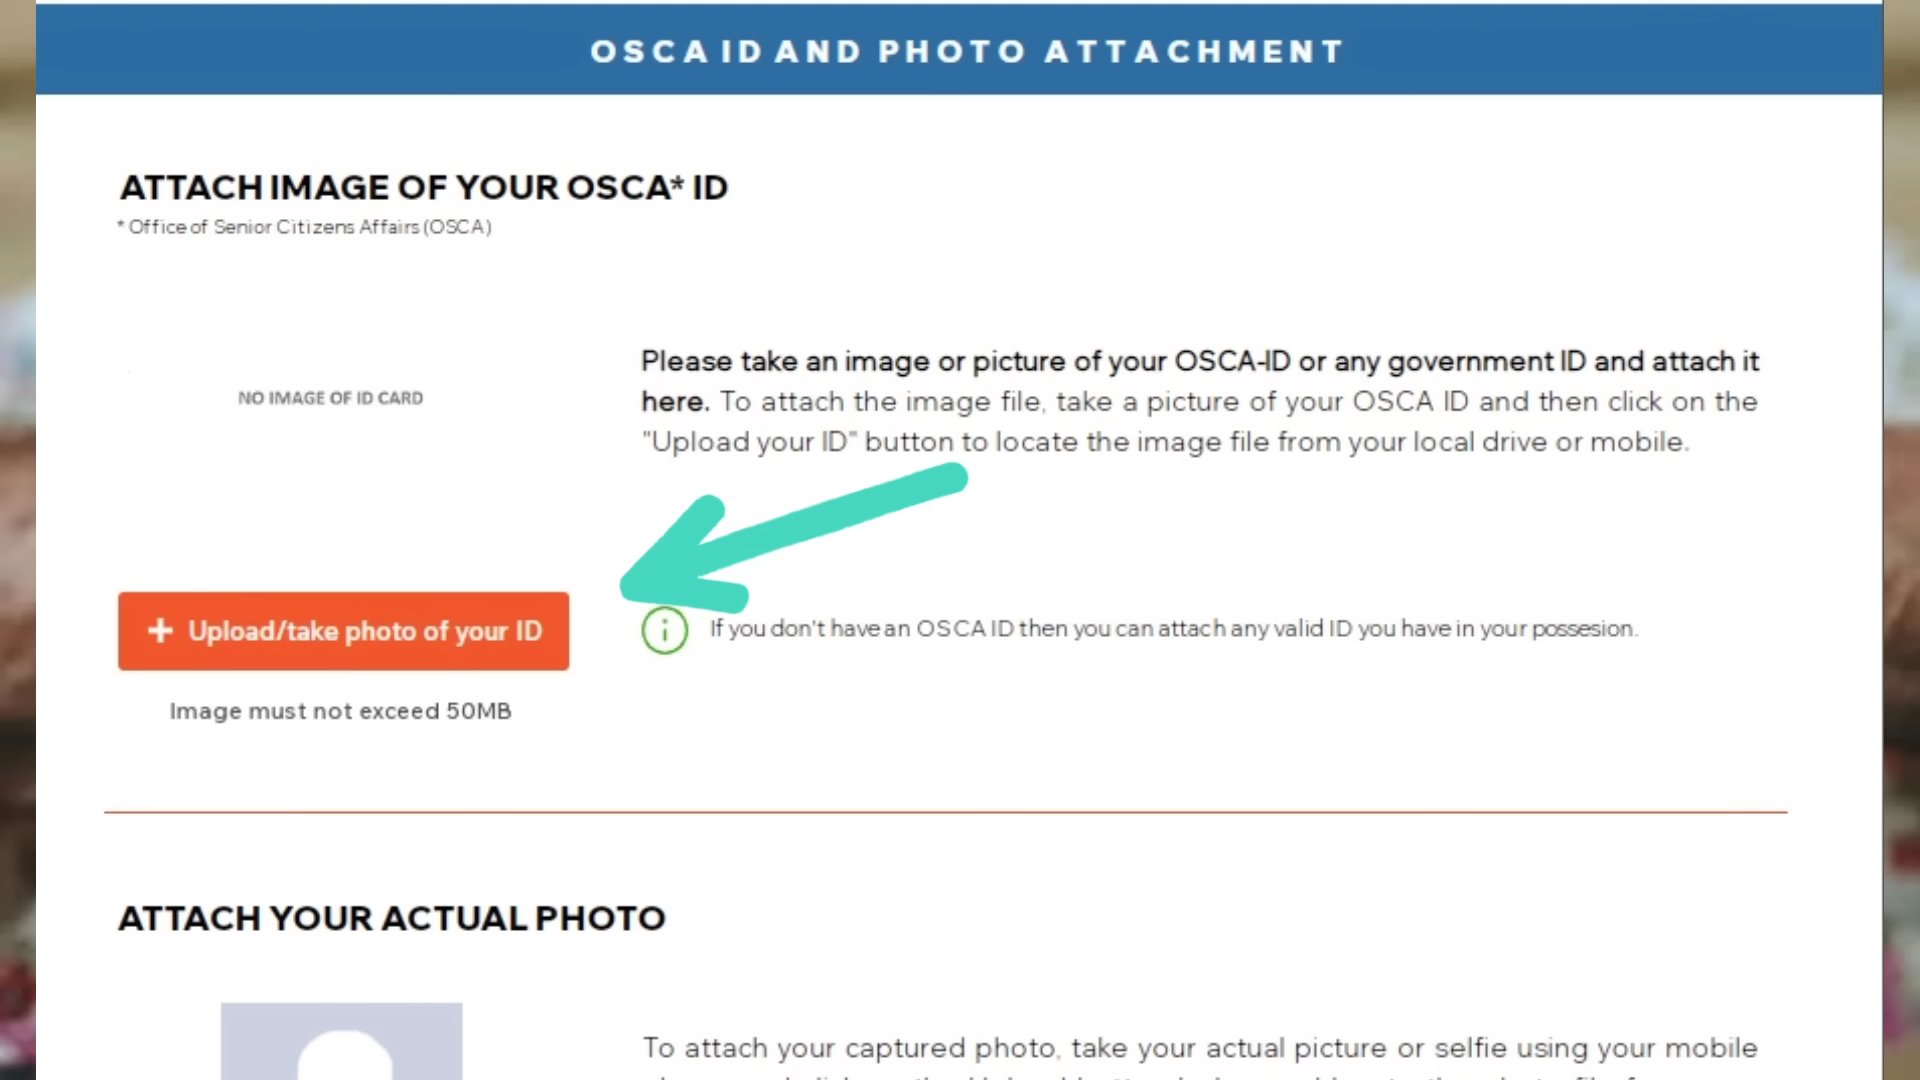 OSCA ID AND PHOTO ATTACHMENT
ATTACH IMAGE OF YOUR OSCA* ID
* Office of Senior Citizens Affairs (OSCA)
NO IMAGE OF ID CARD
Please take an image or picture of your OSCA-ID or any government ID and attach it
here. To attach the image file, take a picture of your OSCA ID and then click on the
"Upload your ID" button to locate the image file from your local drive or mobile.
+ Upload/take photo of your ID
If you don't have an OSCA ID then you can attach any valid ID you have in your possesion.
Image must not exceed 50MB
ATTACH YOUR ACTUAL PHOTO
To attach your captured photo, take your actual picture or selfie using your mobile